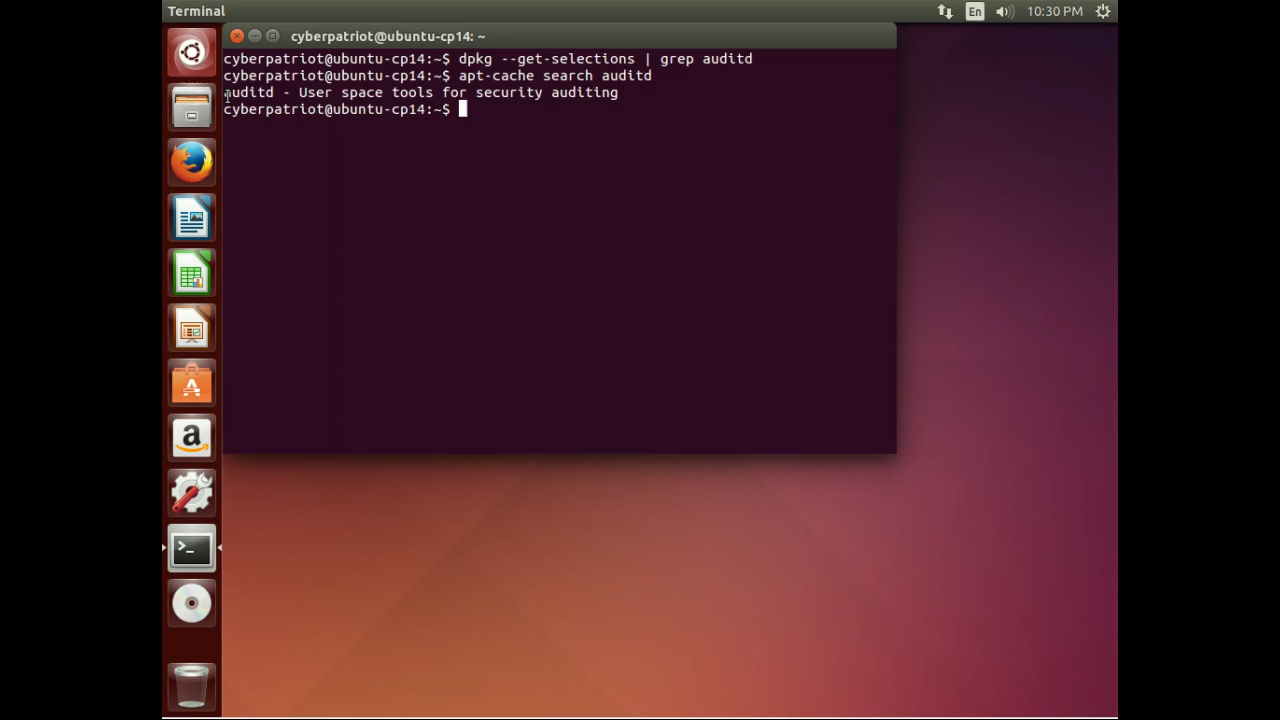 Terminal
En
10:30 PM
cyberpatriot@ubuntu-cp14: ~
cyberpatriot@ubuntu-cp14:~$ dpkg --get-selections | grep auditd
cyberpatriot@ubuntu-cp14:~$ apt-cache search auditd
auditd - User space tools for security auditing
cyberpatriot@ubuntu-cp14:~$